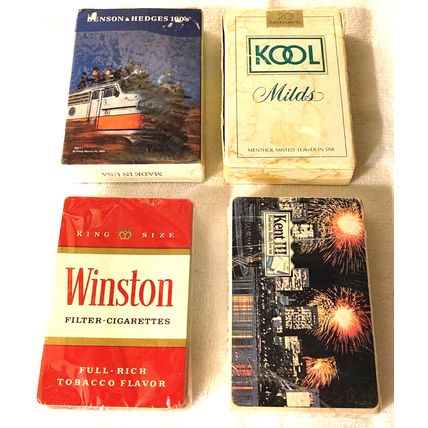 BENSON & HEDGES 100's
MADE IN USA
20
KOOL
Milds
MENTHOL MISTED · LOWER IN TAR
KING SIZE
Winston
FILTER·CIGARETTES
FULL·RICH
TOBACCO FLAVOR
Kent III